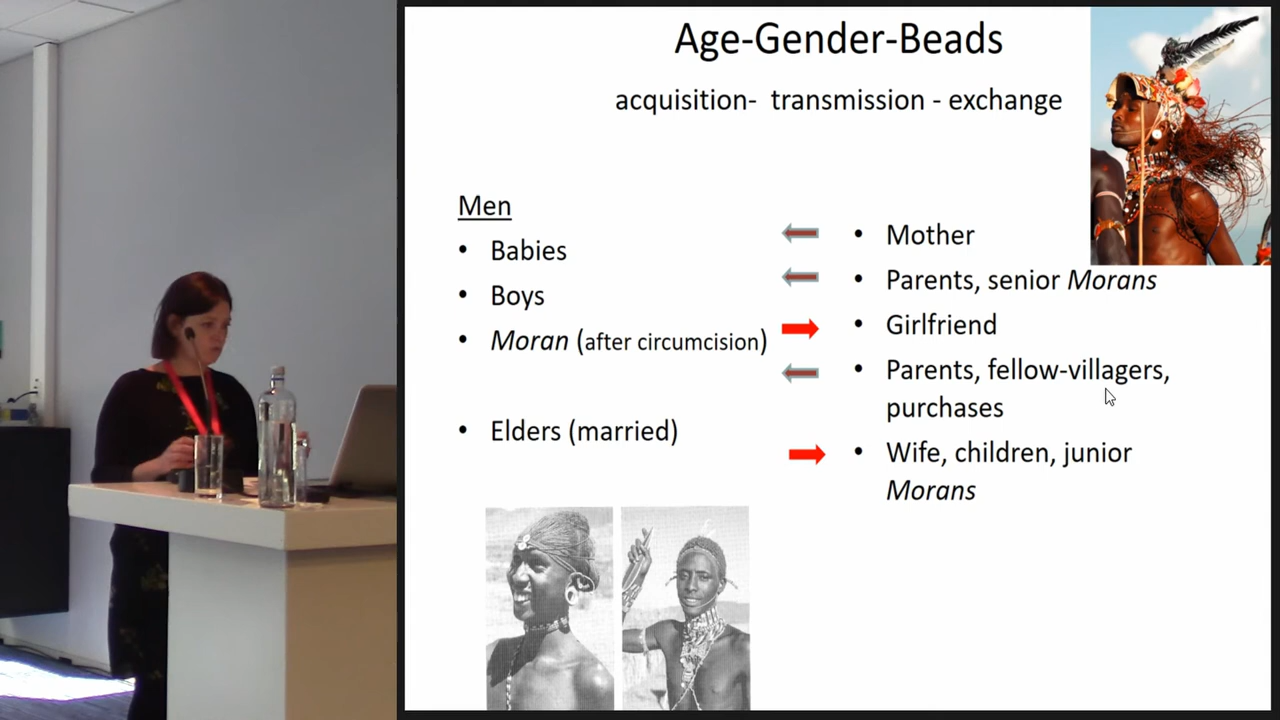 Age-Gender-Beads
acquisition- transmission - exchange
Men
• Babies
• Boys
• Moran (after circumcision)
• Elders (married)
• Mother
• Parents, senior Morans
• Girlfriend
• Parents, fellow-villagers,
purchases
• Wife, children, junior
Morans